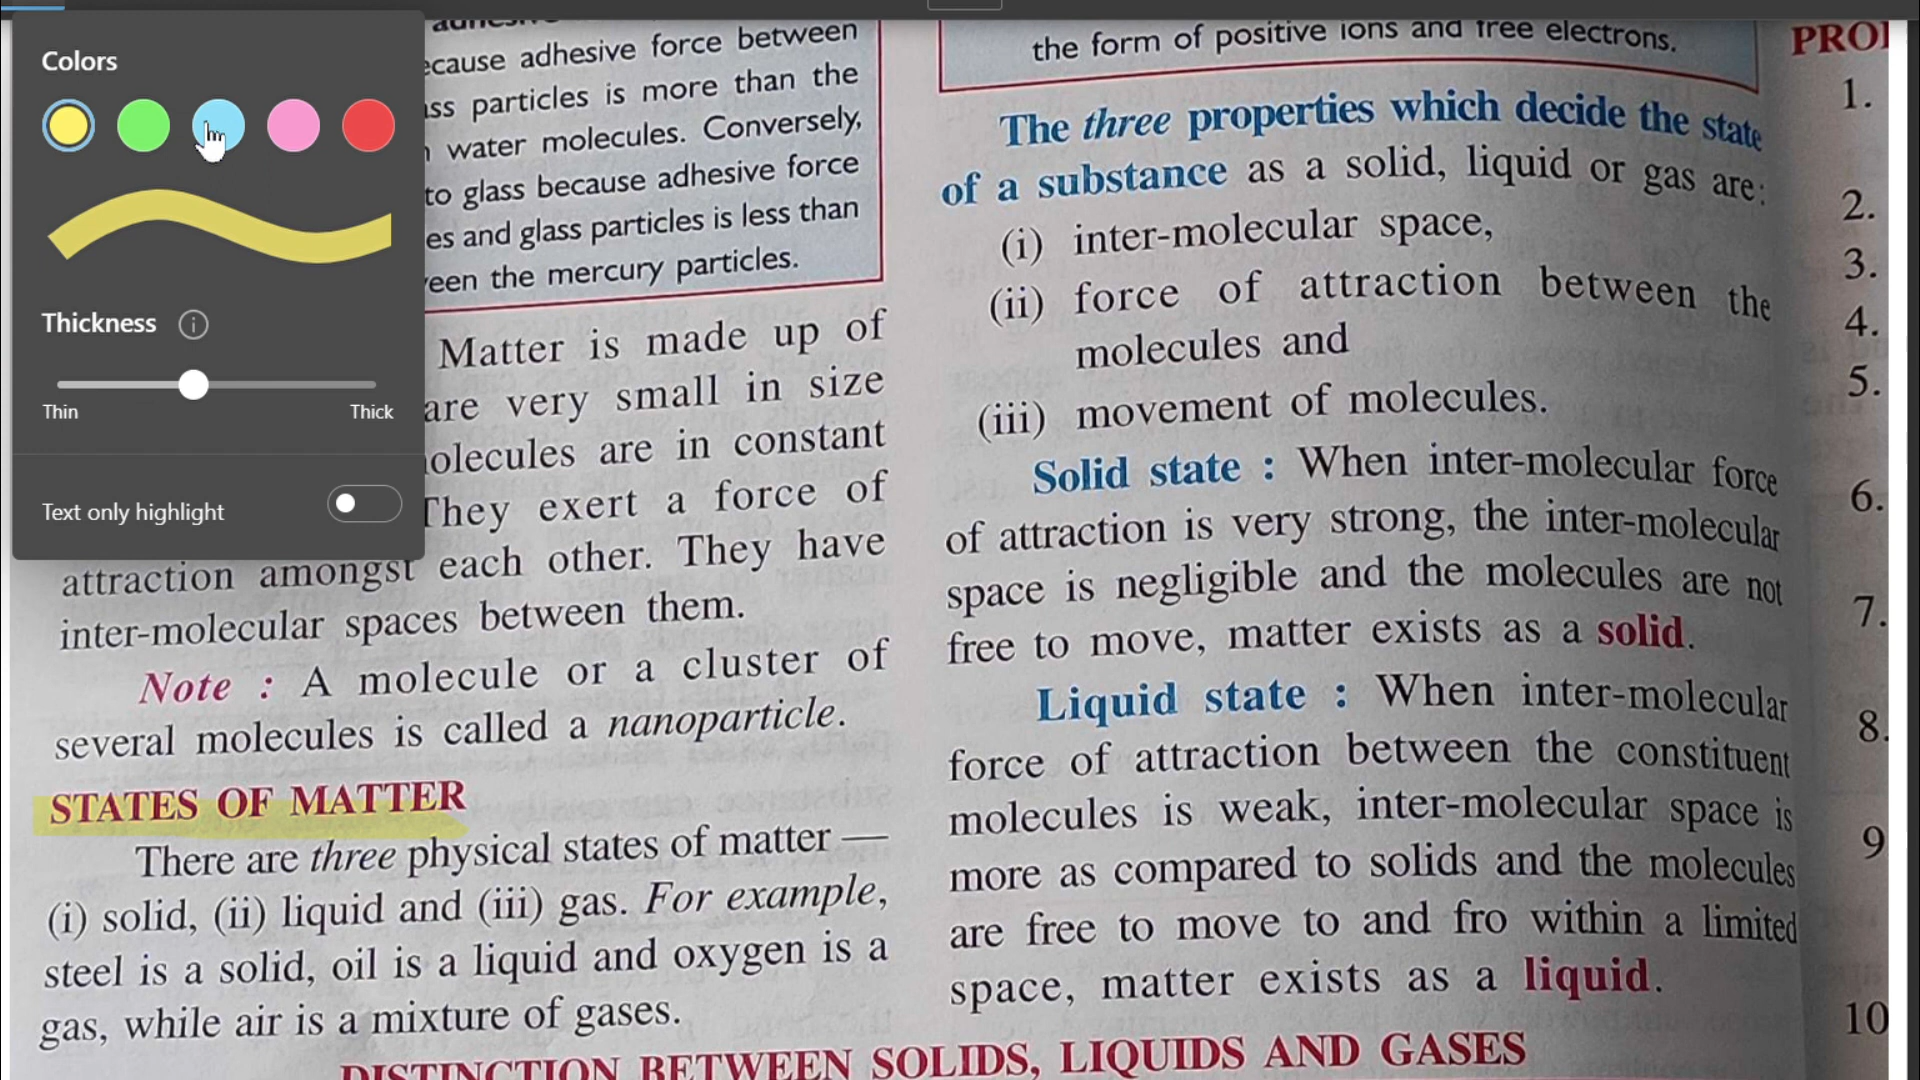 Colors
Thickness
Thin Thick
Text only highlight
because adhesive force between
particles is more than the
water molecules. Conversely,
to glass because adhesive force
and glass particles is less than
the mercury particles.
Matter is made up of
are very small in size
are in constant
They exert a force of
attraction amongst each other. They have
inter-molecular spaces between them.
Note : A molecule or a cluster of
several molecules is called a nanoparticle.
STATES OF MATTER
There are three physical states of matter —
(i) solid, (ii) liquid and (iii) gas. For example,
steel is a solid, oil is a liquid and oxygen is a
gas, while air is a mixture of gases.
the form of positive ions and free electrons.
The three properties which decide the state
of a substance as a solid, liquid or gas are:
(i) inter-molecular space,
(ii) force of attraction between the
molecules and
(iii) movement of molecules.
Solid state : When inter-molecular force
of attraction is very strong, the inter-molecular
space is negligible and the molecules are not
free to move, matter exists as a solid.
Liquid state : When inter-molecular
force of attraction between the constituent
molecules is weak, inter-molecular space is
more as compared to solids and the molecules
are free to move to and fro within a limited
space, matter exists as a liquid.
DISTINCTION BETWEEN SOLIDS, LIQUIDS AND GASES
1.
2.
3.
4.
5.
6.
7.
8.
9
10